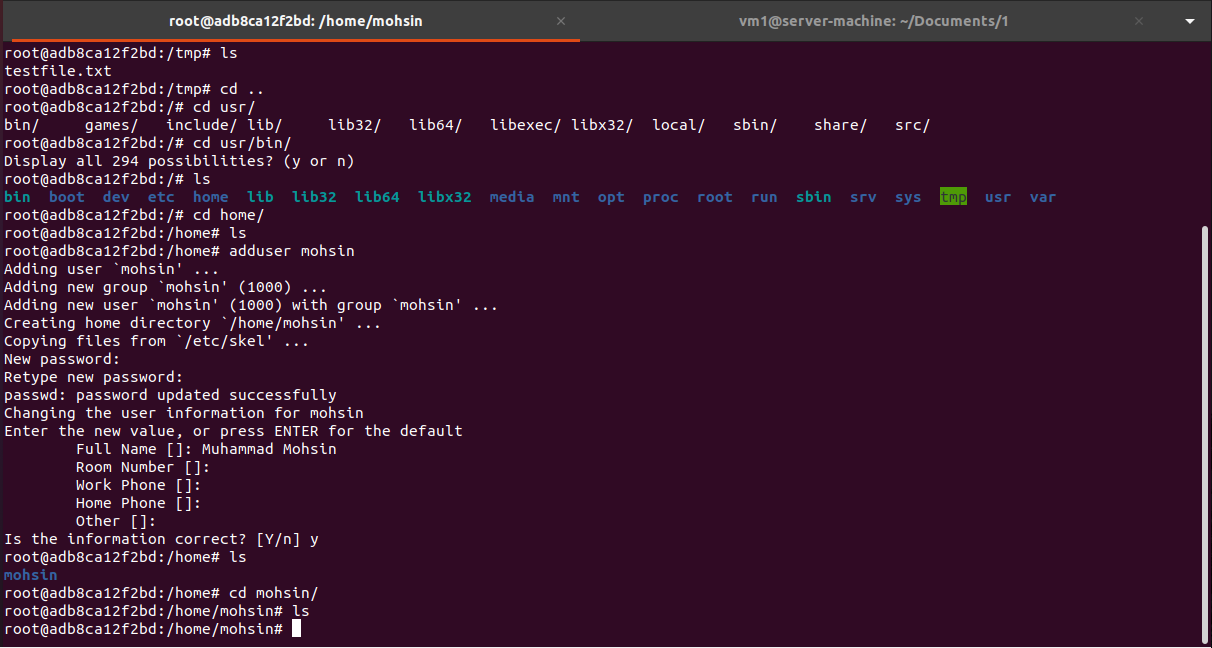 root@adb8ca12f2bd: /home/mohsin × vm1@server-machine: ~/Documents/1 ×
root@adb8ca12f2bd:/tmp# ls
testfile.txt
root@adb8ca12f2bd:/tmp# cd ..
root@adb8ca12f2bd:/# cd usr/
bin/     games/   include/ lib/     lib32/   lib64/   libexec/ libx32/  local/   sbin/    share/   src/
root@adb8ca12f2bd:/# cd usr/bin/
Display all 294 possibilities? (y or n)
root@adb8ca12f2bd:/# ls
bin  boot  dev  etc  home  lib  lib32  lib64  libx32  media  mnt  opt  proc  root  run  sbin  srv  sys  tmp  usr  var
root@adb8ca12f2bd:/# cd home/
root@adb8ca12f2bd:/home# ls
root@adb8ca12f2bd:/home# adduser mohsin
Adding user `mohsin' ...
Adding new group `mohsin' (1000) ...
Adding new user `mohsin' (1000) with group `mohsin' ...
Creating home directory `/home/mohsin' ...
Copying files from `/etc/skel' ...
New password:
Retype new password:
passwd: password updated successfully
Changing the user information for mohsin
Enter the new value, or press ENTER for the default
        Full Name []: Muhammad Mohsin
        Room Number []:
        Work Phone []:
        Home Phone []:
        Other []:
Is the information correct? [Y/n] y
root@adb8ca12f2bd:/home# ls
mohsin
root@adb8ca12f2bd:/home# cd mohsin/
root@adb8ca12f2bd:/home/mohsin# ls
root@adb8ca12f2bd:/home/mohsin#